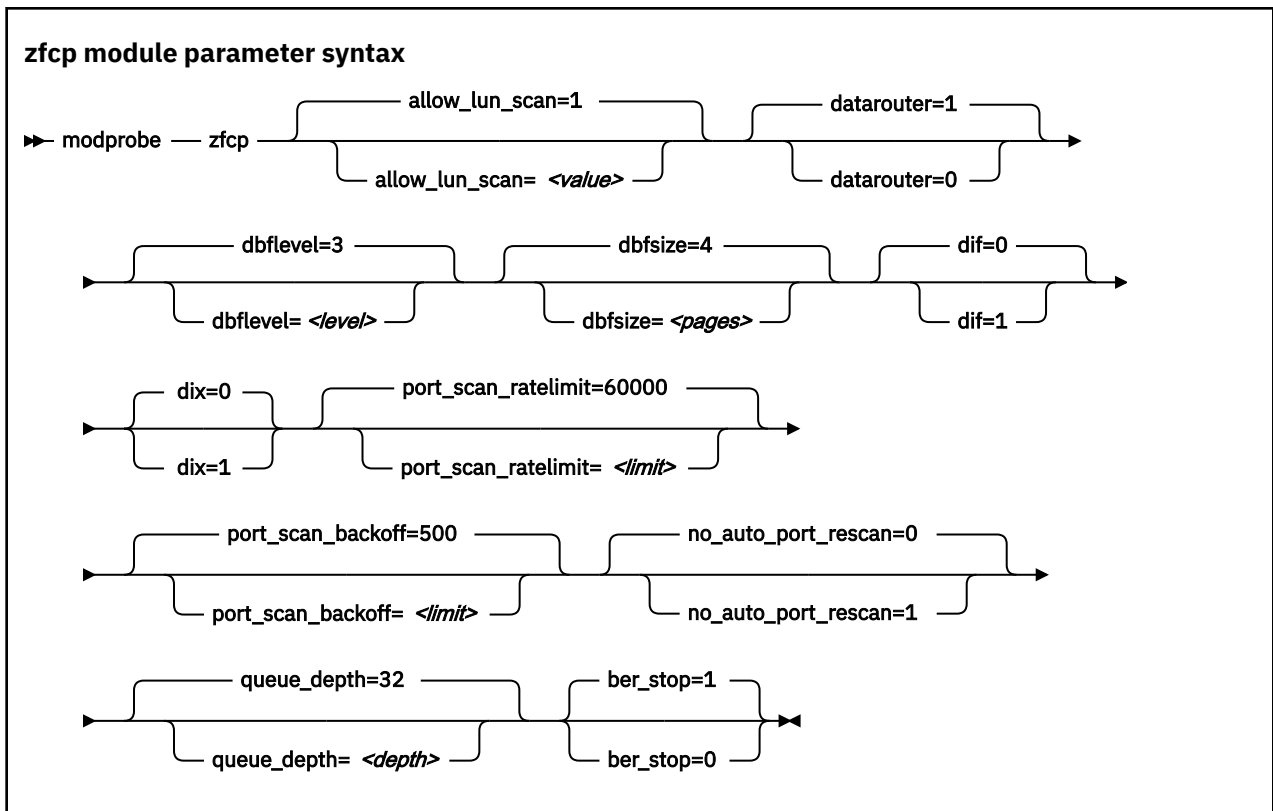 zfcp module parameter syntax
allow_lun_scan=1 datarouter=1
modprobe zfcp
allow_lun_scan= <value> datarouter=0
dbflevel=3 dbfsize=4 dif=0
dbflevel= <level> dbfsize= <pages> dif=1
dix=0 port_scan_ratelimit=60000
dix=1 port_scan_ratelimit= <limit>
port_scan_backoff=500 no_auto_port_rescan=0
port_scan_backoff= <limit> no_auto_port_rescan=1
queue_depth=32 ber_stop=1
queue_depth= <depth> ber_stop=0